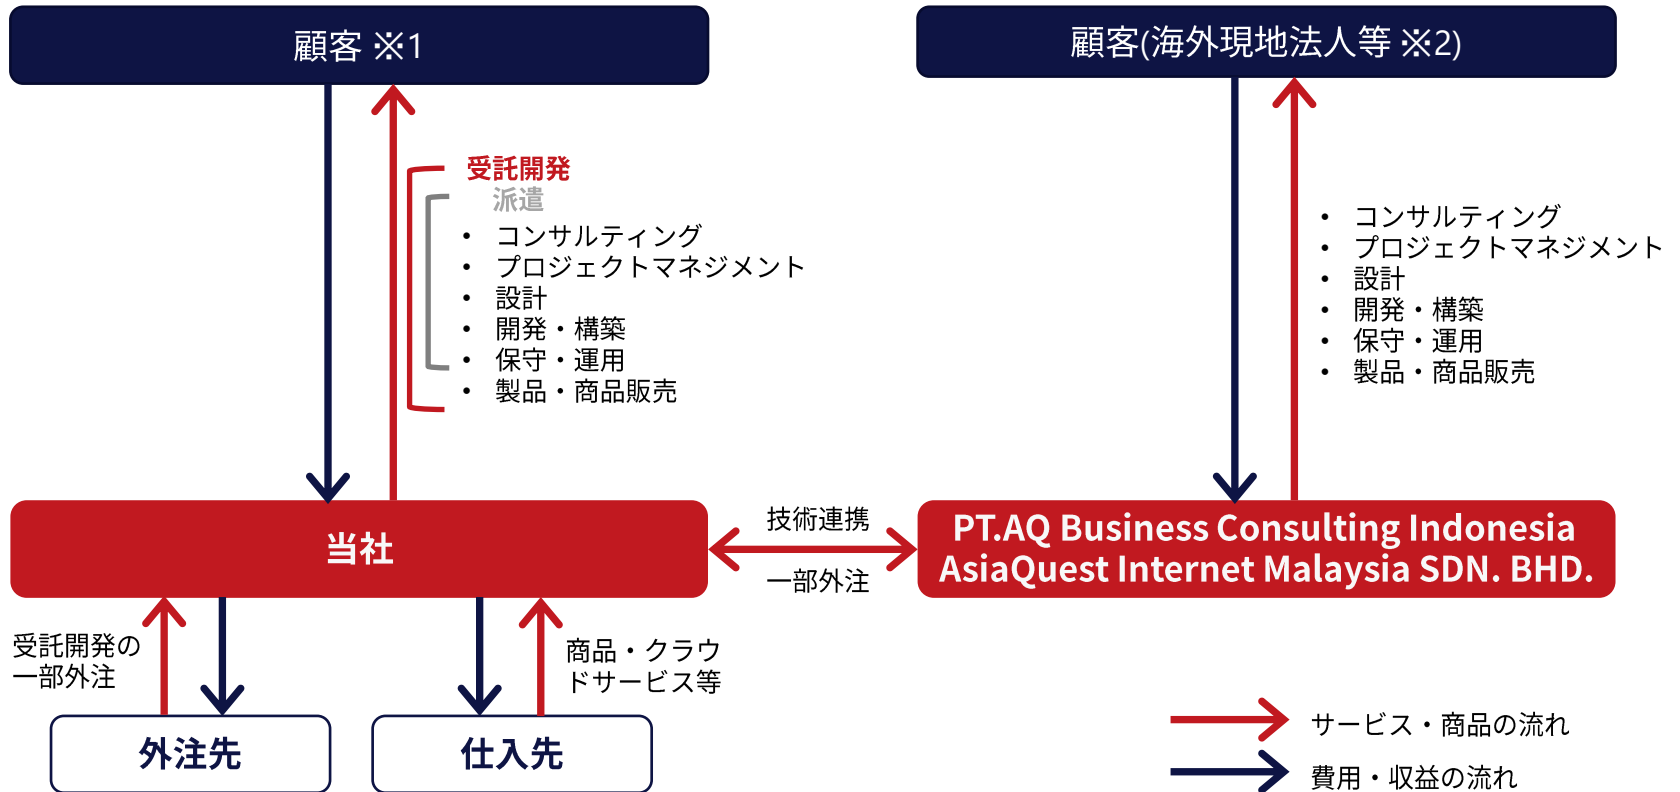 顧客 ※1
顧客(海外現地法人等 ※2)
受託開発
派遣
• コンサルティング
• プロジェクトマネジメント
• 設計
• 開発・構築
• 保守・運用
• 製品・商品販売
• コンサルティング
• プロジェクトマネジメント
• 設計
• 開発・構築
• 保守・運用
• 製品・商品販売
当社
技術連携
一部外注
PT.AQ Business Consulting Indonesia
AsiaQuest Internet Malaysia SDN. BHD.
受託開発の
一部外注
商品・クラウ
ドサービス等
外注先
仕入先
サービス・商品の流れ
費用・収益の流れ